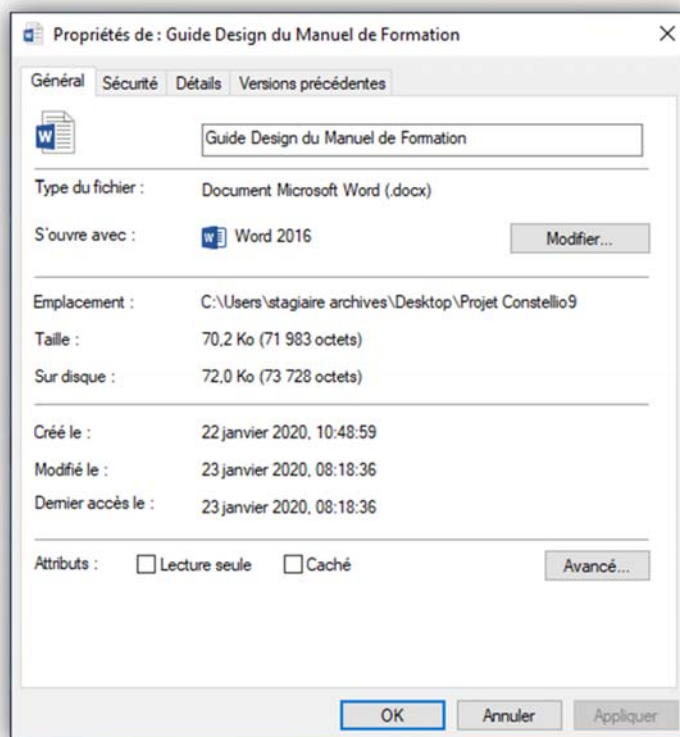 Propriétés de : Guide Design du Manuel de Formation
Général Sécurité Détails Versions précédentes
Guide Design du Manuel de Formation
Type du fichier : Document Microsoft Word (.docx)
S'ouvre avec : Word 2016 Modifier...
Emplacement : C:\Users\stagiaire archives\Desktop\Projet Constellio9
Taille : 70,2 Ko (71 983 octets)
Sur disque : 72,0 Ko (73 728 octets)
Créé le : 22 janvier 2020, 10:48:59
Modifié le : 23 janvier 2020, 08:18:36
Dernier accès le : 23 janvier 2020, 08:18:36
Attributs : Lecture seule Caché Avancé...
OK Annuler Appliquer